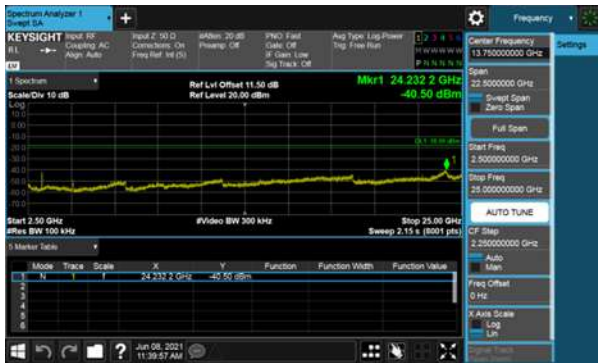 Spectrum Analyzer 1
Swept SA
Frequency
KEYSIGHT
Input: RF
Coupling: AC
Align: Auto
Input Z: 50 Ω
Corrections: On
Freq Ref: Int (S)
#Atten: 20 dB
Preamp: Off
PNO: Fast
Gate: Off
IF Gain: Low
Sig Track: Off
Avg Type: Log-Power
Trig: Free Run
1 2 3 4 5 6
P N N N N N
1 Spectrum
Scale/Div 10 dB
Ref Lvl Offset 11.50 dB
Ref Level 20.00 dBm
Mkr1 24.232 2 GHz
-40.50 dBm
Log
10.0
0.00
-10.0
-20.0
-30.0
-40.0
-50.0
-60.0
-70.0
1
Start 2.50 GHz
#Res BW 100 kHz
#Video BW 300 kHz
Stop 25.00 GHz
Sweep 2.15 s (8001 pts)
5 Marker Table
Mode Trace Scale X Y Function Function Width Function Value
1 N 1 f 24.232 2 GHz -40.50 dBm
2
3
4
5
6
Jun 08, 2021
11:39:57 AM
Center Frequency
13.750000000 GHz
Settings
Span
22.5000000 GHz
Swept Span
Zero Span
Full Span
Start Freq
2.500000000 GHz
Stop Freq
25.000000000 GHz
AUTO TUNE
CF Step
2.250000000 GHz
Auto
Man
Freq Offset
0 Hz
X Axis Scale
Log
Lin